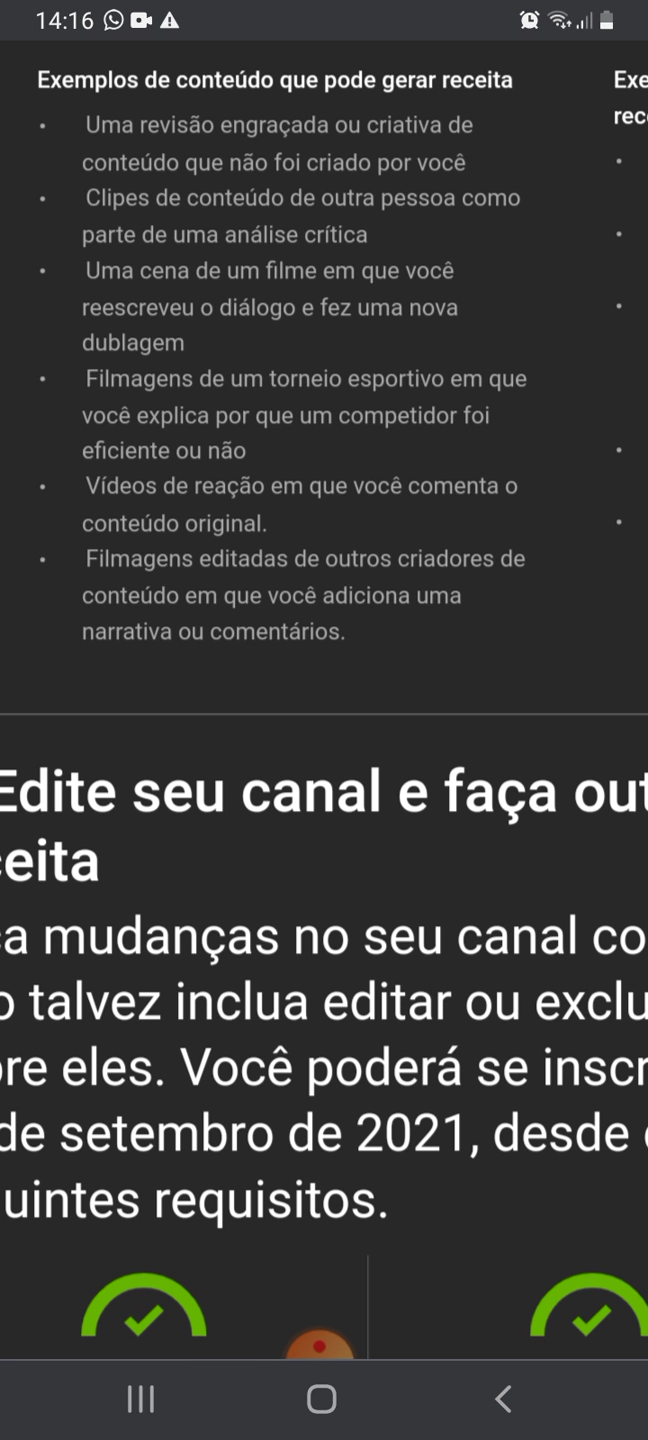 14:16
Exemplos de conteúdo que pode gerar receita
• Uma revisão engraçada ou criativa de
conteúdo que não foi criado por você
• Clipes de conteúdo de outra pessoa como
parte de uma análise crítica
• Uma cena de um filme em que você
reescreveu o diálogo e fez uma nova
dublagem
• Filmagens de um torneio esportivo em que
você explica por que um competidor foi
eficiente ou não
• Vídeos de reação em que você comenta o
conteúdo original.
• Filmagens editadas de outros criadores de
conteúdo em que você adiciona uma
narrativa ou comentários.
Exe
rec
Edite seu canal e faça out
ceita
ça mudanças no seu canal co
o talvez inclua editar ou exclu
bre eles. Você poderá se inscr
de setembro de 2021, desde
uintes requisitos.